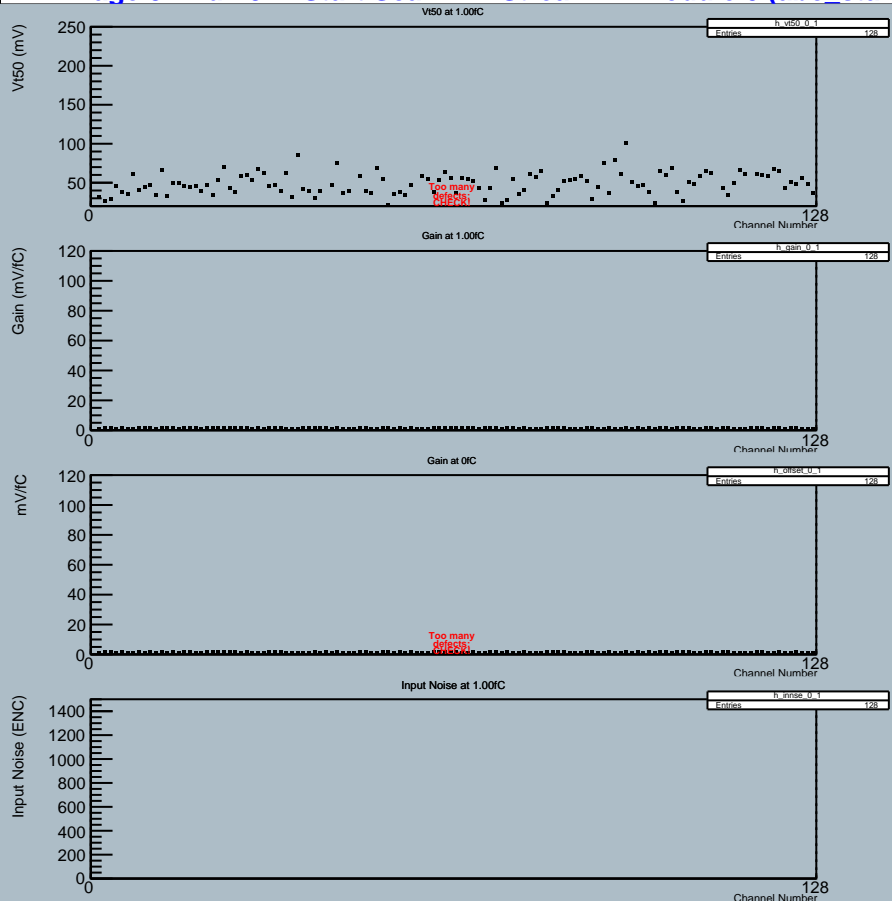 Vt50 at 1.00fC
h_vt50_0_1
Entries 128
Vt50 (mV)
250
200
150
100
50
Too many
defects:
CHECK!
0
128
Channel Number
Gain at 1.00fC
h_gain_0_1
Entries 128
Gain (mV/fC)
120
100
80
60
40
20
0
0
128
Channel Number
Gain at 0fC
h_offset_0_1
Entries 128
mV/fC
120
100
80
60
40
20
Too many
defects:
CHECK!
0
0
128
Channel Number
Input Noise at 1.00fC
h_innse_0_1
Entries 128
Input Noise (ENC)
1400
1200
1000
800
600
400
200
0
0
128
Channel Number